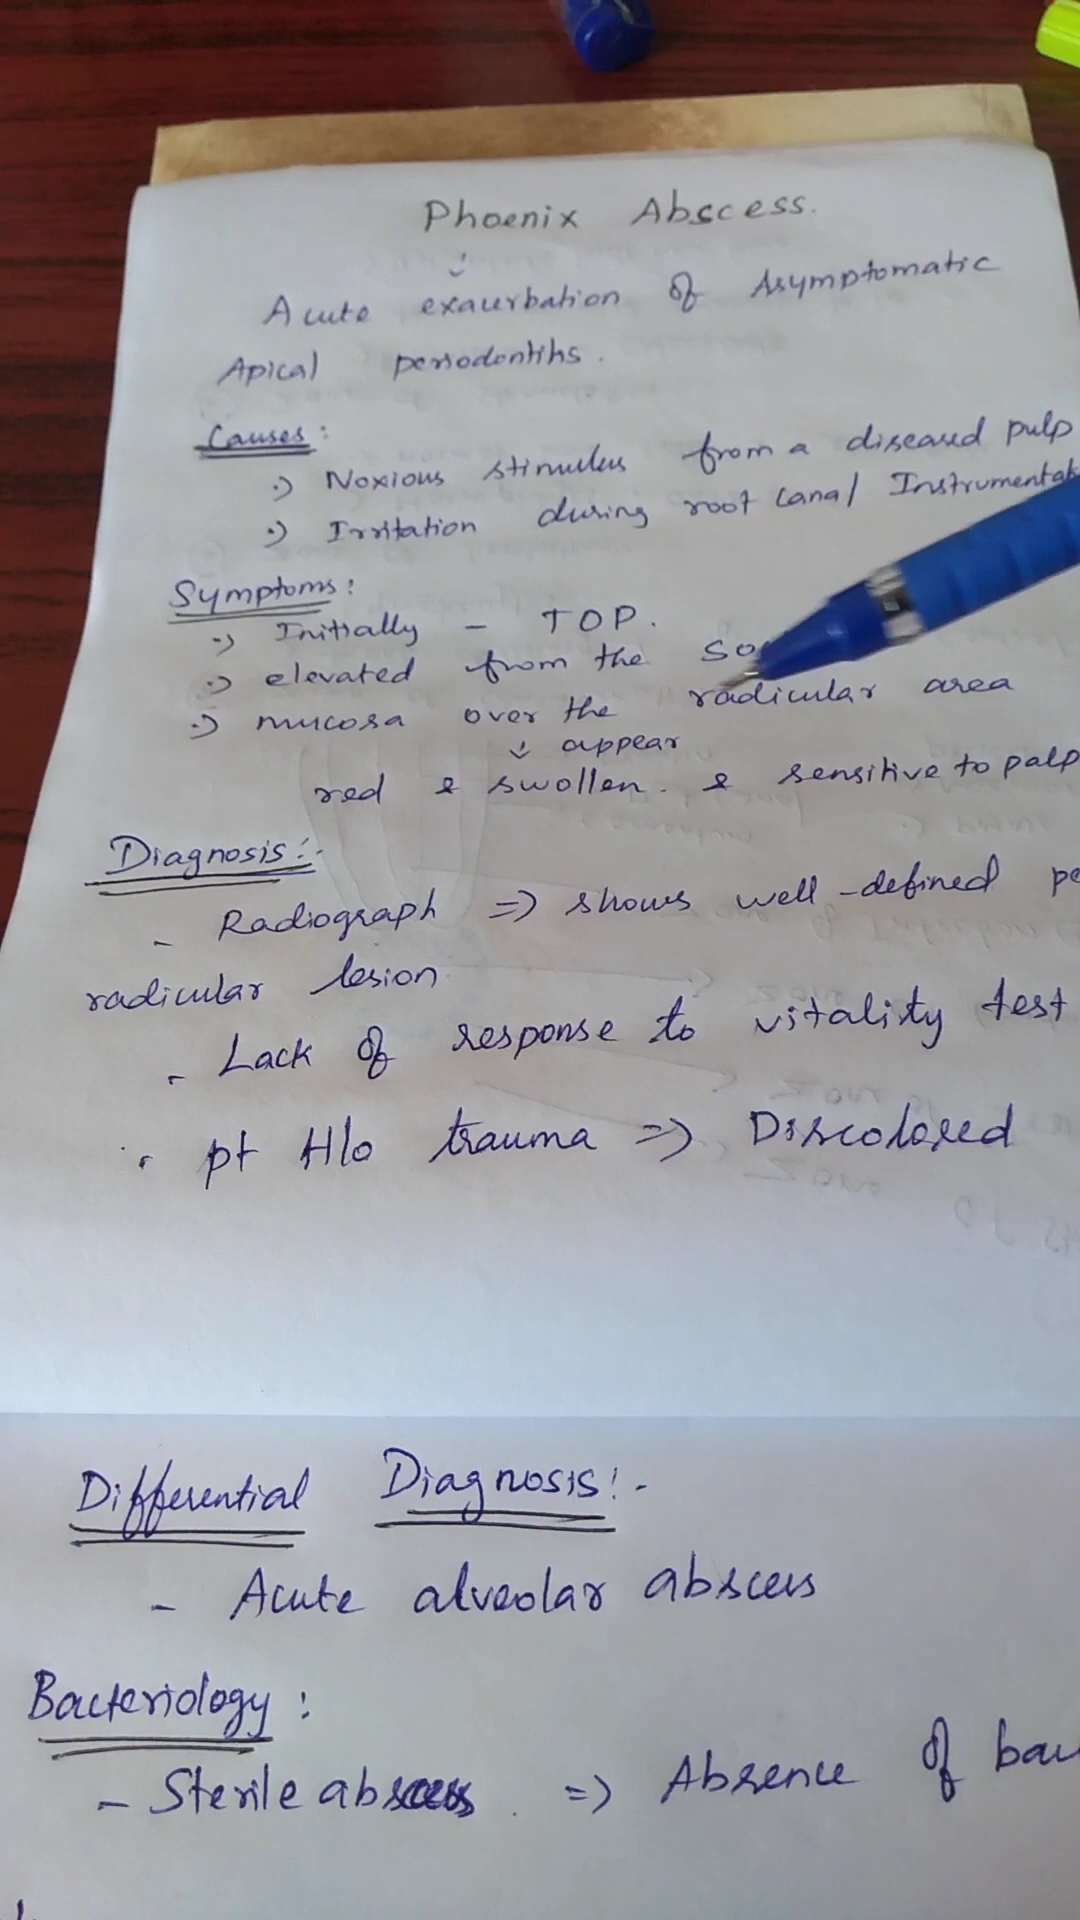 Phoenix Abscess.
Acute exacerbation of Asymptomatic
Apical periodontitis.
Causes :
Noxious stimulus from a diseased pulp
Irritation during root canal
Symptoms :
Initially - TOP.
elevated from the
mucosa over the radicular area
appear
red & swollen. & sensitive to
Diagnosis :-
- Radiograph => shows well-defined
radicular lesion
- Lack of response to vitality test
pt H/o trauma => Discolored
Differential Diagnosis :-
- Acute alveolar abscess
Bacteriology :
- Sterile abscess => Absence of